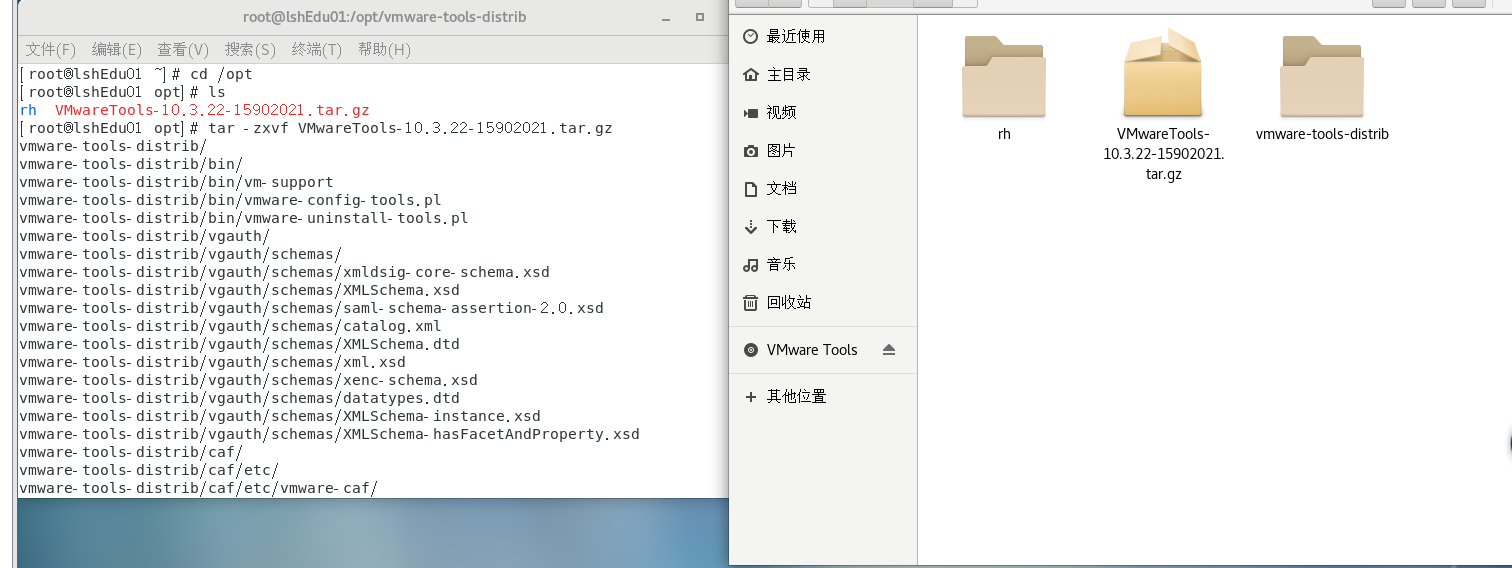 root@lshEdu01:/opt/vmware-tools-distrib
文件(F) 编辑(E) 查看(V) 搜索(S) 终端(T) 帮助(H)
[root@lshEdu01 ~]# cd /opt
[root@lshEdu01 opt]# ls
rh VMwareTools-10.3.22-15902021.tar.gz
[root@lshEdu01 opt]# tar -zxvf VMwareTools-10.3.22-15902021.tar.gz
vmware-tools-distrib/
vmware-tools-distrib/bin/
vmware-tools-distrib/bin/vm-support
vmware-tools-distrib/bin/vmware-config-tools.pl
vmware-tools-distrib/bin/vmware-uninstall-tools.pl
vmware-tools-distrib/vgauth/
vmware-tools-distrib/vgauth/schemas/
vmware-tools-distrib/vgauth/schemas/xmldsig-core-schema.xsd
vmware-tools-distrib/vgauth/schemas/XMLSchema.xsd
vmware-tools-distrib/vgauth/schemas/saml-schema-assertion-2.0.xsd
vmware-tools-distrib/vgauth/schemas/catalog.xml
vmware-tools-distrib/vgauth/schemas/XMLSchema.dtd
vmware-tools-distrib/vgauth/schemas/xml.xsd
vmware-tools-distrib/vgauth/schemas/xenc-schema.xsd
vmware-tools-distrib/vgauth/schemas/datatypes.dtd
vmware-tools-distrib/vgauth/schemas/XMLSchema-instance.xsd
vmware-tools-distrib/vgauth/schemas/XMLSchema-hasFacetAndProperty.xsd
vmware-tools-distrib/caf/
vmware-tools-distrib/caf/etc/
vmware-tools-distrib/caf/etc/vmware-caf/
最近使用
主目录
视频
图片
文档
下载
音乐
回收站
VMware Tools
其他位置
rh
VMwareTools-
10.3.22-15902021.
tar.gz
vmware-tools-distrib